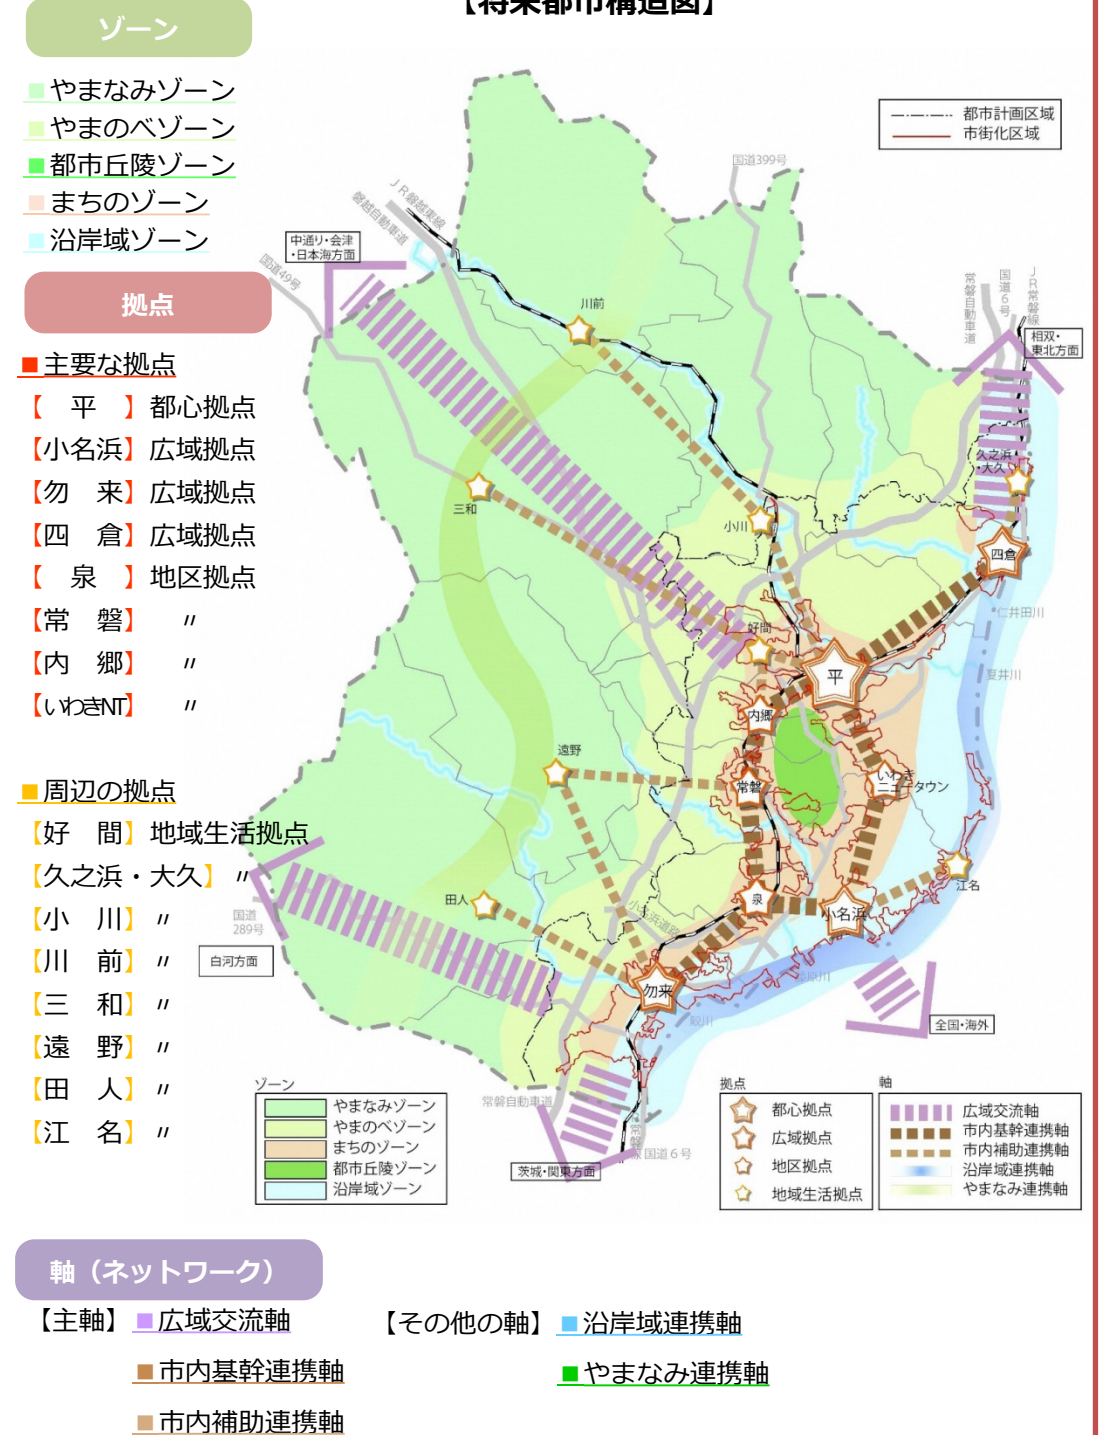 【将来都市構造図】
ゾーン
■やまなみゾーン
■やまのべゾーン
■都市丘陵ゾーン
■まちのゾーン
■沿岸域ゾーン
拠点
■主要な拠点
【　平　】都心拠点
【小名浜】広域拠点
【勿　来】広域拠点
【四　倉】広域拠点
【　泉　】地区拠点
【常　磐】　〃
【内　郷】　〃
【いわきNT】　〃
■周辺の拠点
【好　間】地域生活拠点
【久之浜・大久】〃
【小　川】〃
【川　前】〃
【三　和】〃
【遠　野】〃
【田　人】〃
【江　名】〃
都市計画区域
市街化区域
国道399号
JR磐越東線
磐越自動車道
中通り・会津
・日本海方面
国道49号
川前
常磐自動車道
国道6号
JR常磐線
相双・
東北方面
久之浜
・大久
三和
小川
四倉
仁井田川
好間
平
夏井川
内郷
遠野
常磐
いわき
ニュータウン
江名
田人
泉
小名浜
小名浜道路
国道
289号
白河方面
勿来
藤原川
鮫川
全国・海外
常磐自動車道
JR常磐線
国道6号
茨城・関東方面
ゾーン
やまなみゾーン
やまのべゾーン
まちのゾーン
都市丘陵ゾーン
沿岸域ゾーン
拠点
都心拠点
広域拠点
地区拠点
地域生活拠点
軸
広域交流軸
市内基幹連携軸
市内補助連携軸
沿岸域連携軸
やまなみ連携軸
軸（ネットワーク）
【主軸】■広域交流軸
■市内基幹連携軸
■市内補助連携軸
【その他の軸】■沿岸域連携軸
■やまなみ連携軸